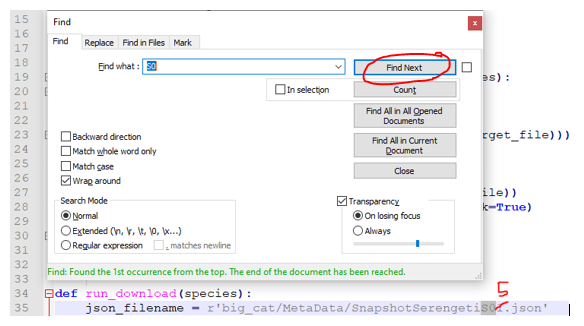 15
Find
16
Find Replace Find in Files Mark
17
18
Find what : S0 Find Next
19 es):
20 In selection Count
21
Find All in All Opened Documents
22
23 Backward direction rget_file)))
24 Match whole word only Find All in Current Document
25 Match case
26 Wrap around Close
27 Search Mode Transparency ile))
28 Normal On losing focus k=True)
29 Extended (\n, \r, \t, \0, \x...) Always
30 Regular expression . matches newline
31
32 Find: Found the 1st occurrence from the top. The end of the document has been reached.
33
5
34 def run_download(species):
35 json_filename = r'big_cat/MetaData/SnapshotSerengetiS01.json'